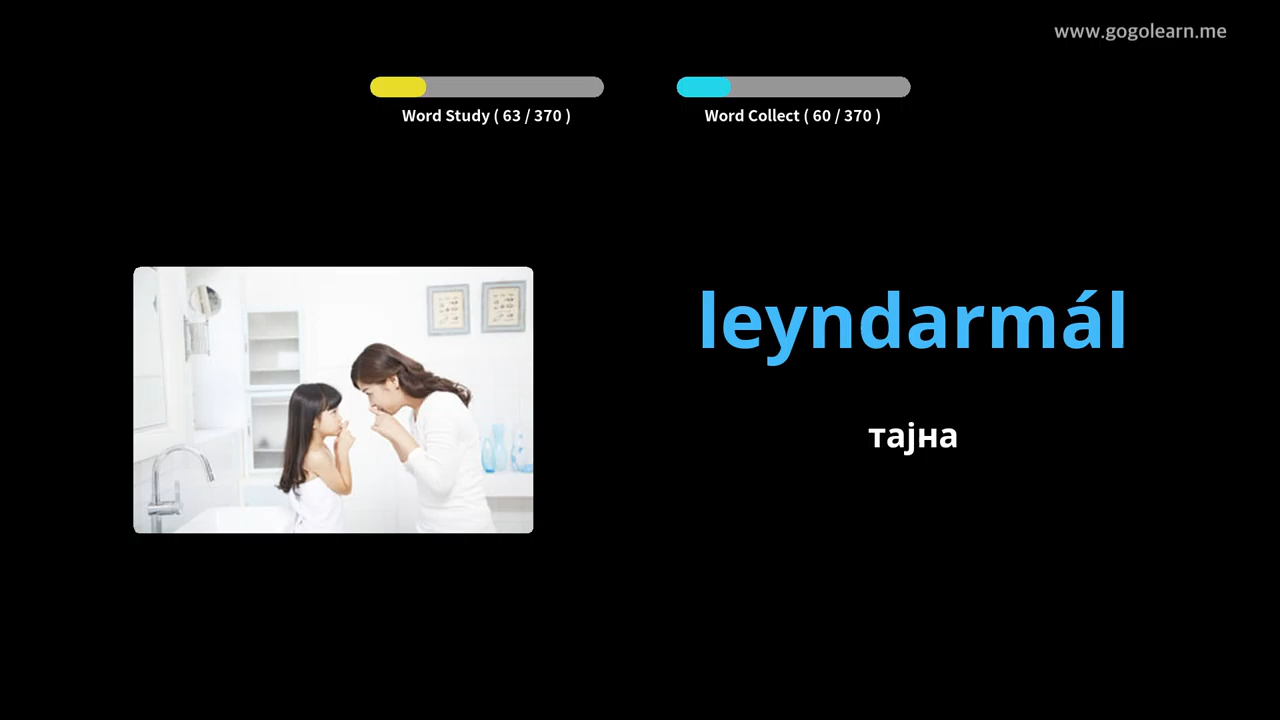 www.gogolearn.me
Word Study ( 63 / 370 )
Word Collect ( 60 / 370 )
leyndarmál
тајна